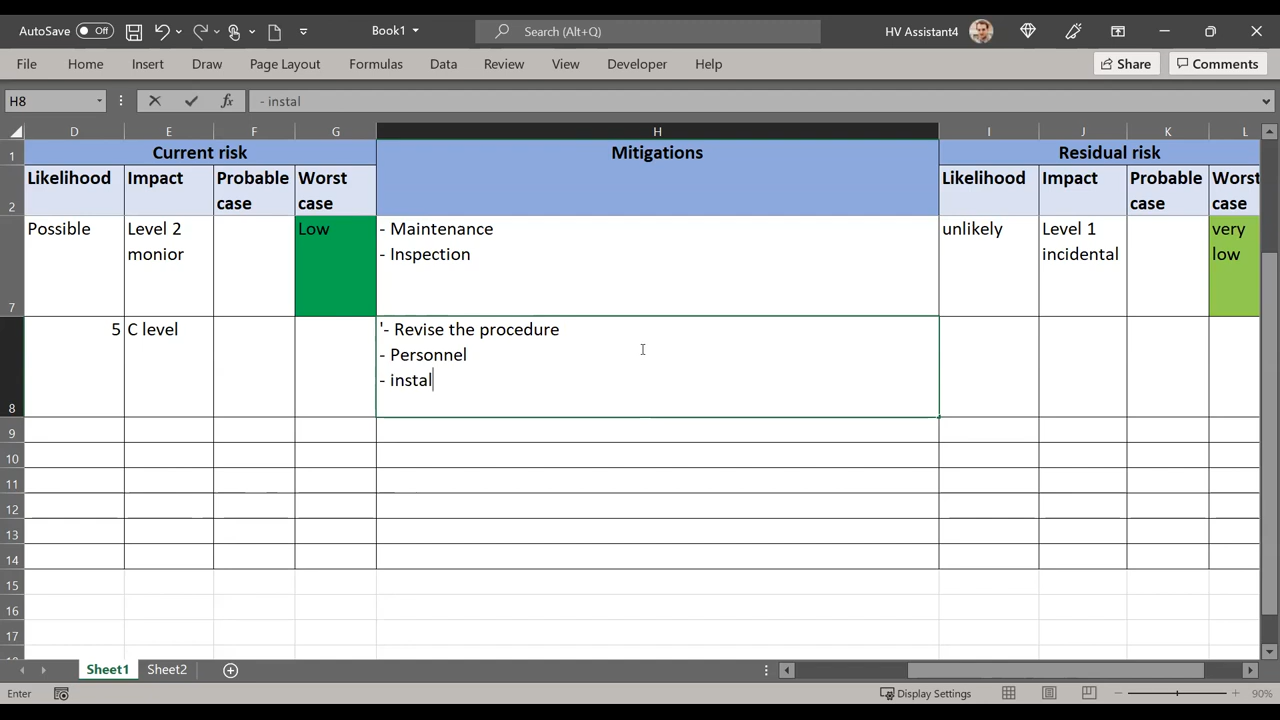 AutoSave Off Book1 Search (Alt+Q) HV Assistant4
File Home Insert Draw Page Layout Formulas Data Review View Developer Help Share Comments
H8 fx - instal
D E F G H I J K L
1 Current risk Mitigations Residual risk
Likelihood Impact Probable Worst Likelihood Impact Probable Worst
2 case case case case
Possible Level 2 Low - Maintenance unlikely Level 1 very
monior - Inspection incidental low
7
5 C level '- Revise the procedure
- Personnel
- instal
8
9
10
11
12
13
14
15
16
17
Sheet1 Sheet2
Enter Display Settings 90%